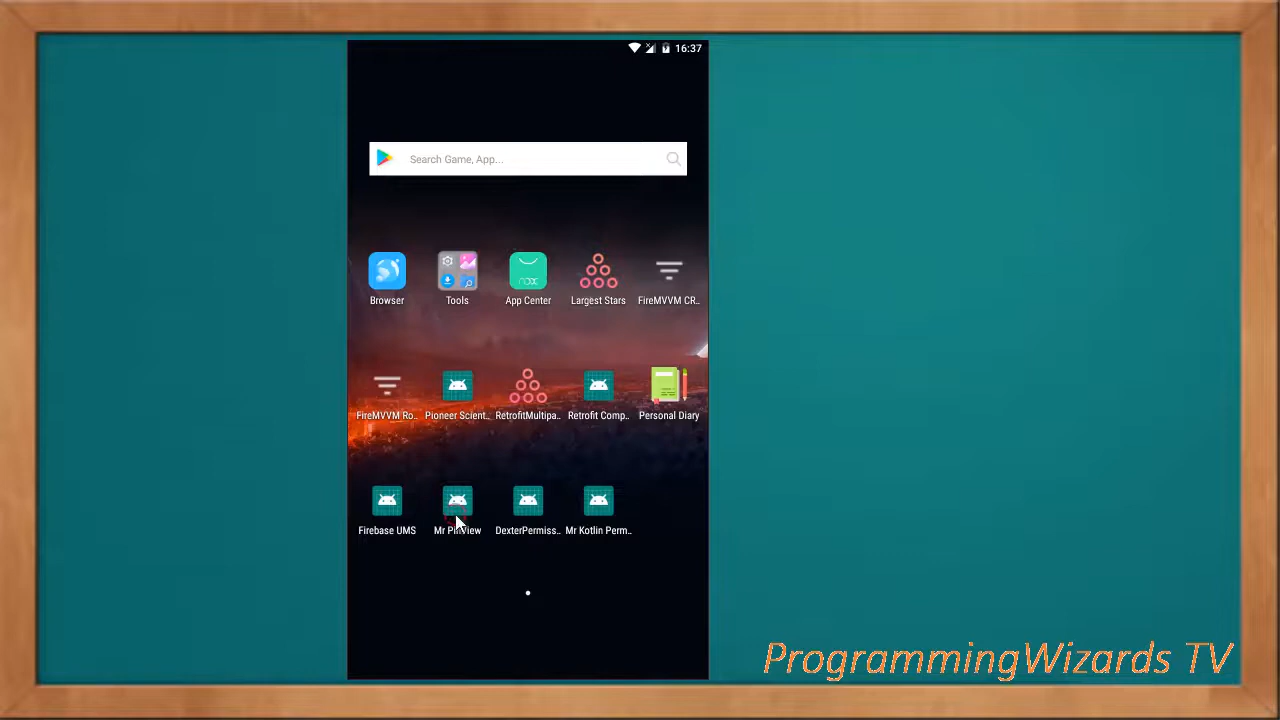 16:37
Search Game, App...
nox
Browser
Tools
App Center
Largest Stars
FireMVVM CR..
FireMVVM Ro..
Pioneer Scient..
RetrofitMultipa..
Retrofit Comp..
Personal Diary
Firebase UMS
Mr PinView
DexterPermiss..
Mr Kotlin Perm..
ProgrammingWizards TV